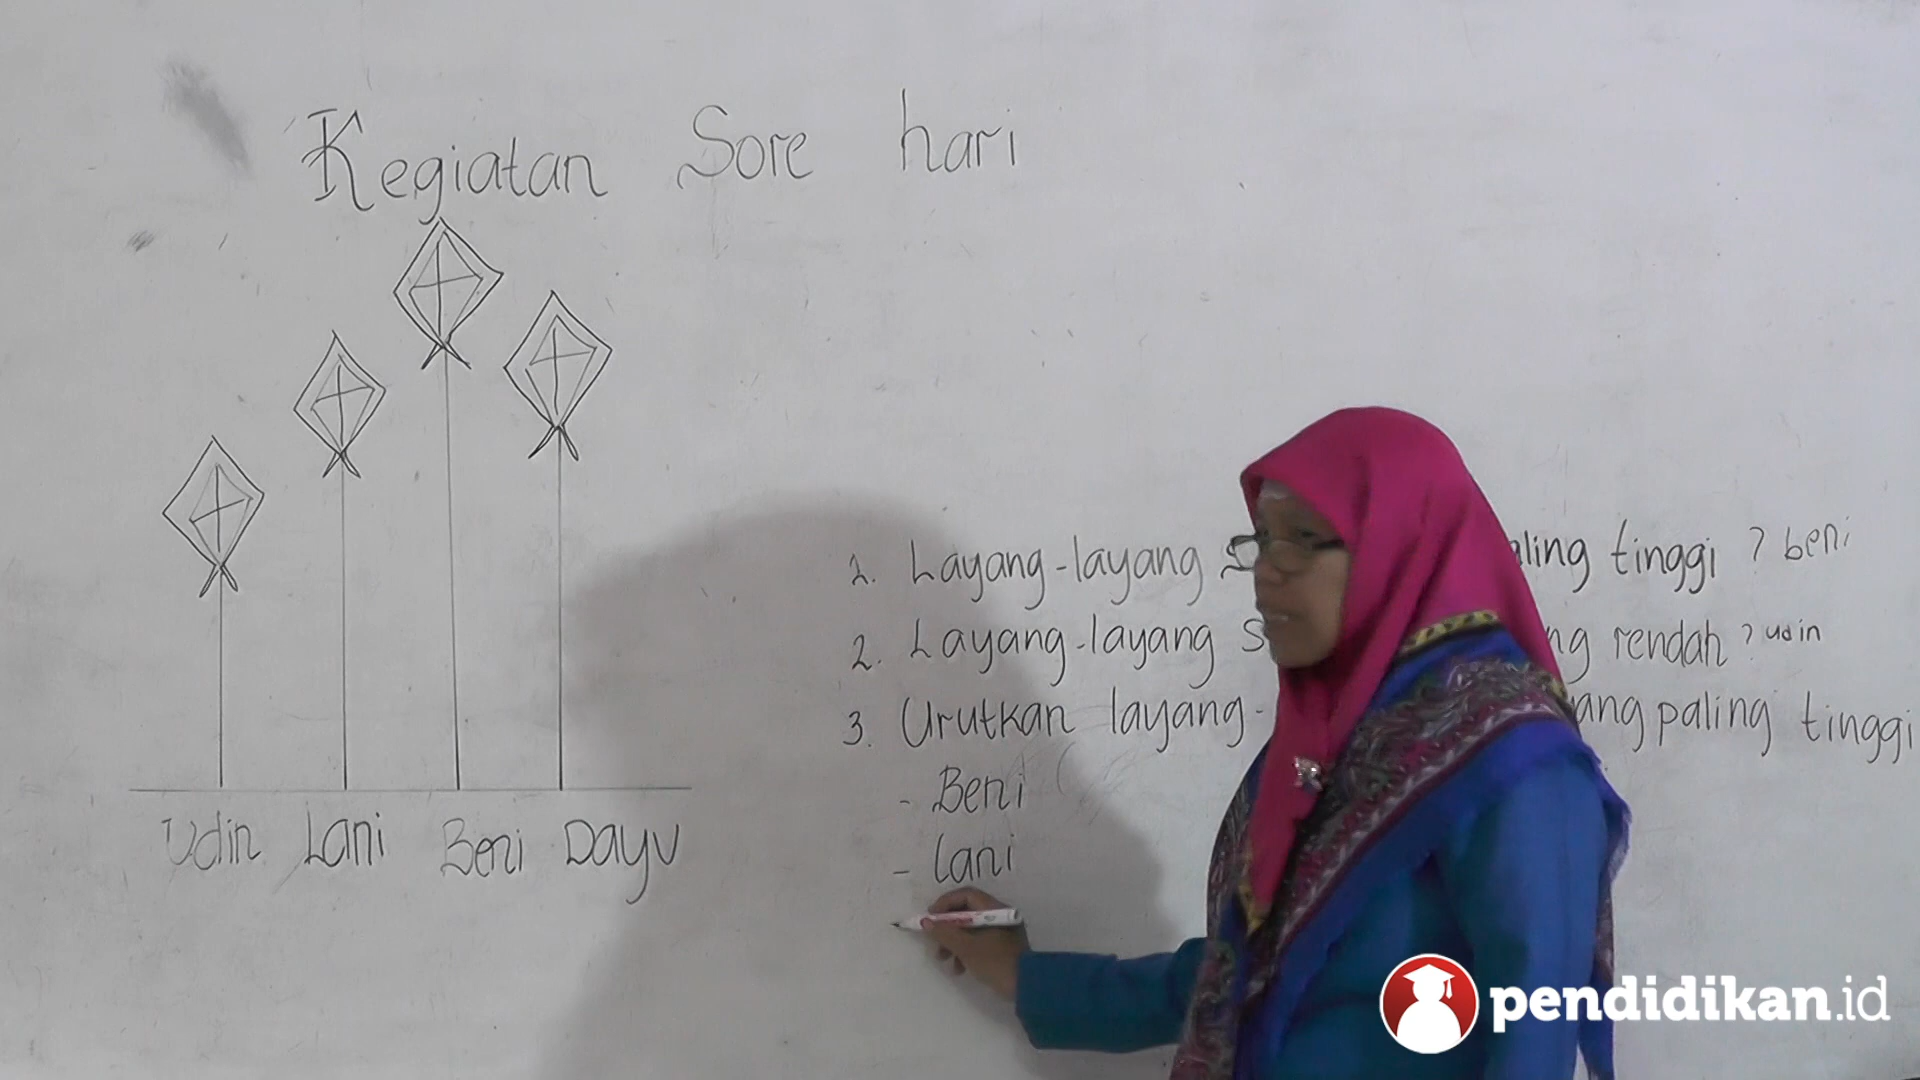 Kegiatan Sore hari
Udin Lani Beni Dayu
1. Layang-layang paling tinggi ? beni
2. Layang-layang rendah ? udin
3. Urutkan layang- paling tinggi
- Beni
- Lani
pendidikan.id